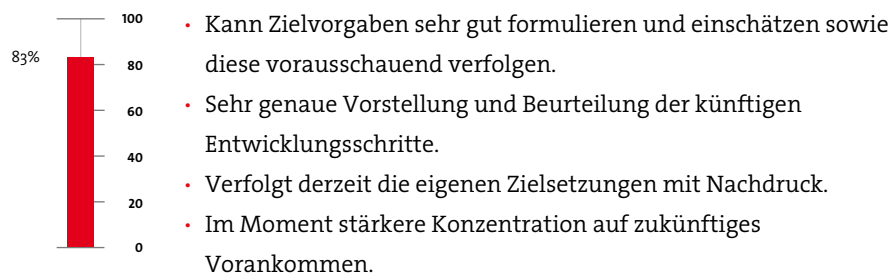 100
83%
80
60
40
20
0
• Kann Zielvorgaben sehr gut formulieren und einschätzen sowie
diese vorausschauend verfolgen.
• Sehr genaue Vorstellung und Beurteilung der künftigen
Entwicklungsschritte.
• Verfolgt derzeit die eigenen Zielsetzungen mit Nachdruck.
• Im Moment stärkere Konzentration auf zukünftiges
Vorankommen.